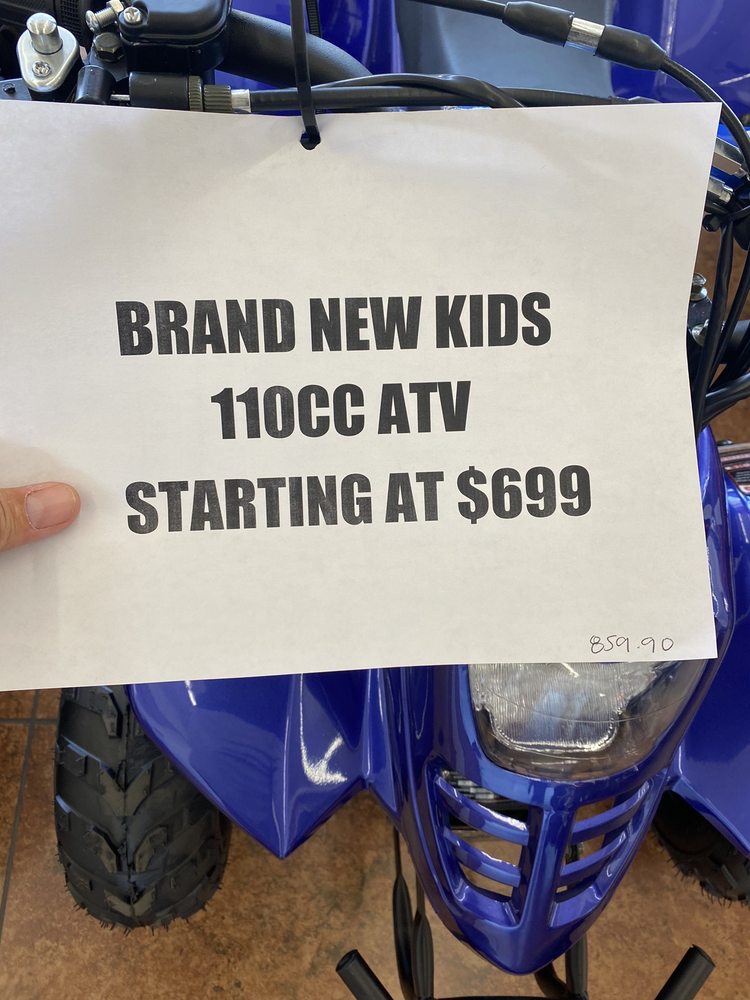 BRAND NEW KIDS
110CC ATV
STARTING AT $699
859.90